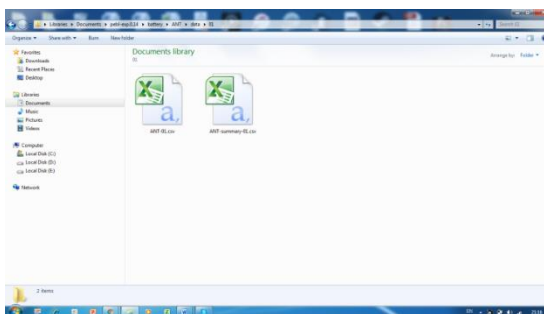 Libraries ▸ Documents ▸ pebl-exp.0.14 ▸ battery ▸ ANT ▸ data ▸ 01
Organize Share with Burn New folder
Favorites
Downloads
Recent Places
Desktop
Libraries
Documents
Music
Pictures
Videos
Computer
Local Disk (C:)
Local Disk (D:)
Local Disk (E:)
Network
Documents library
01
Arrange by: Folder
ANT-01.csv
ANT-summary-01.csv
2 items